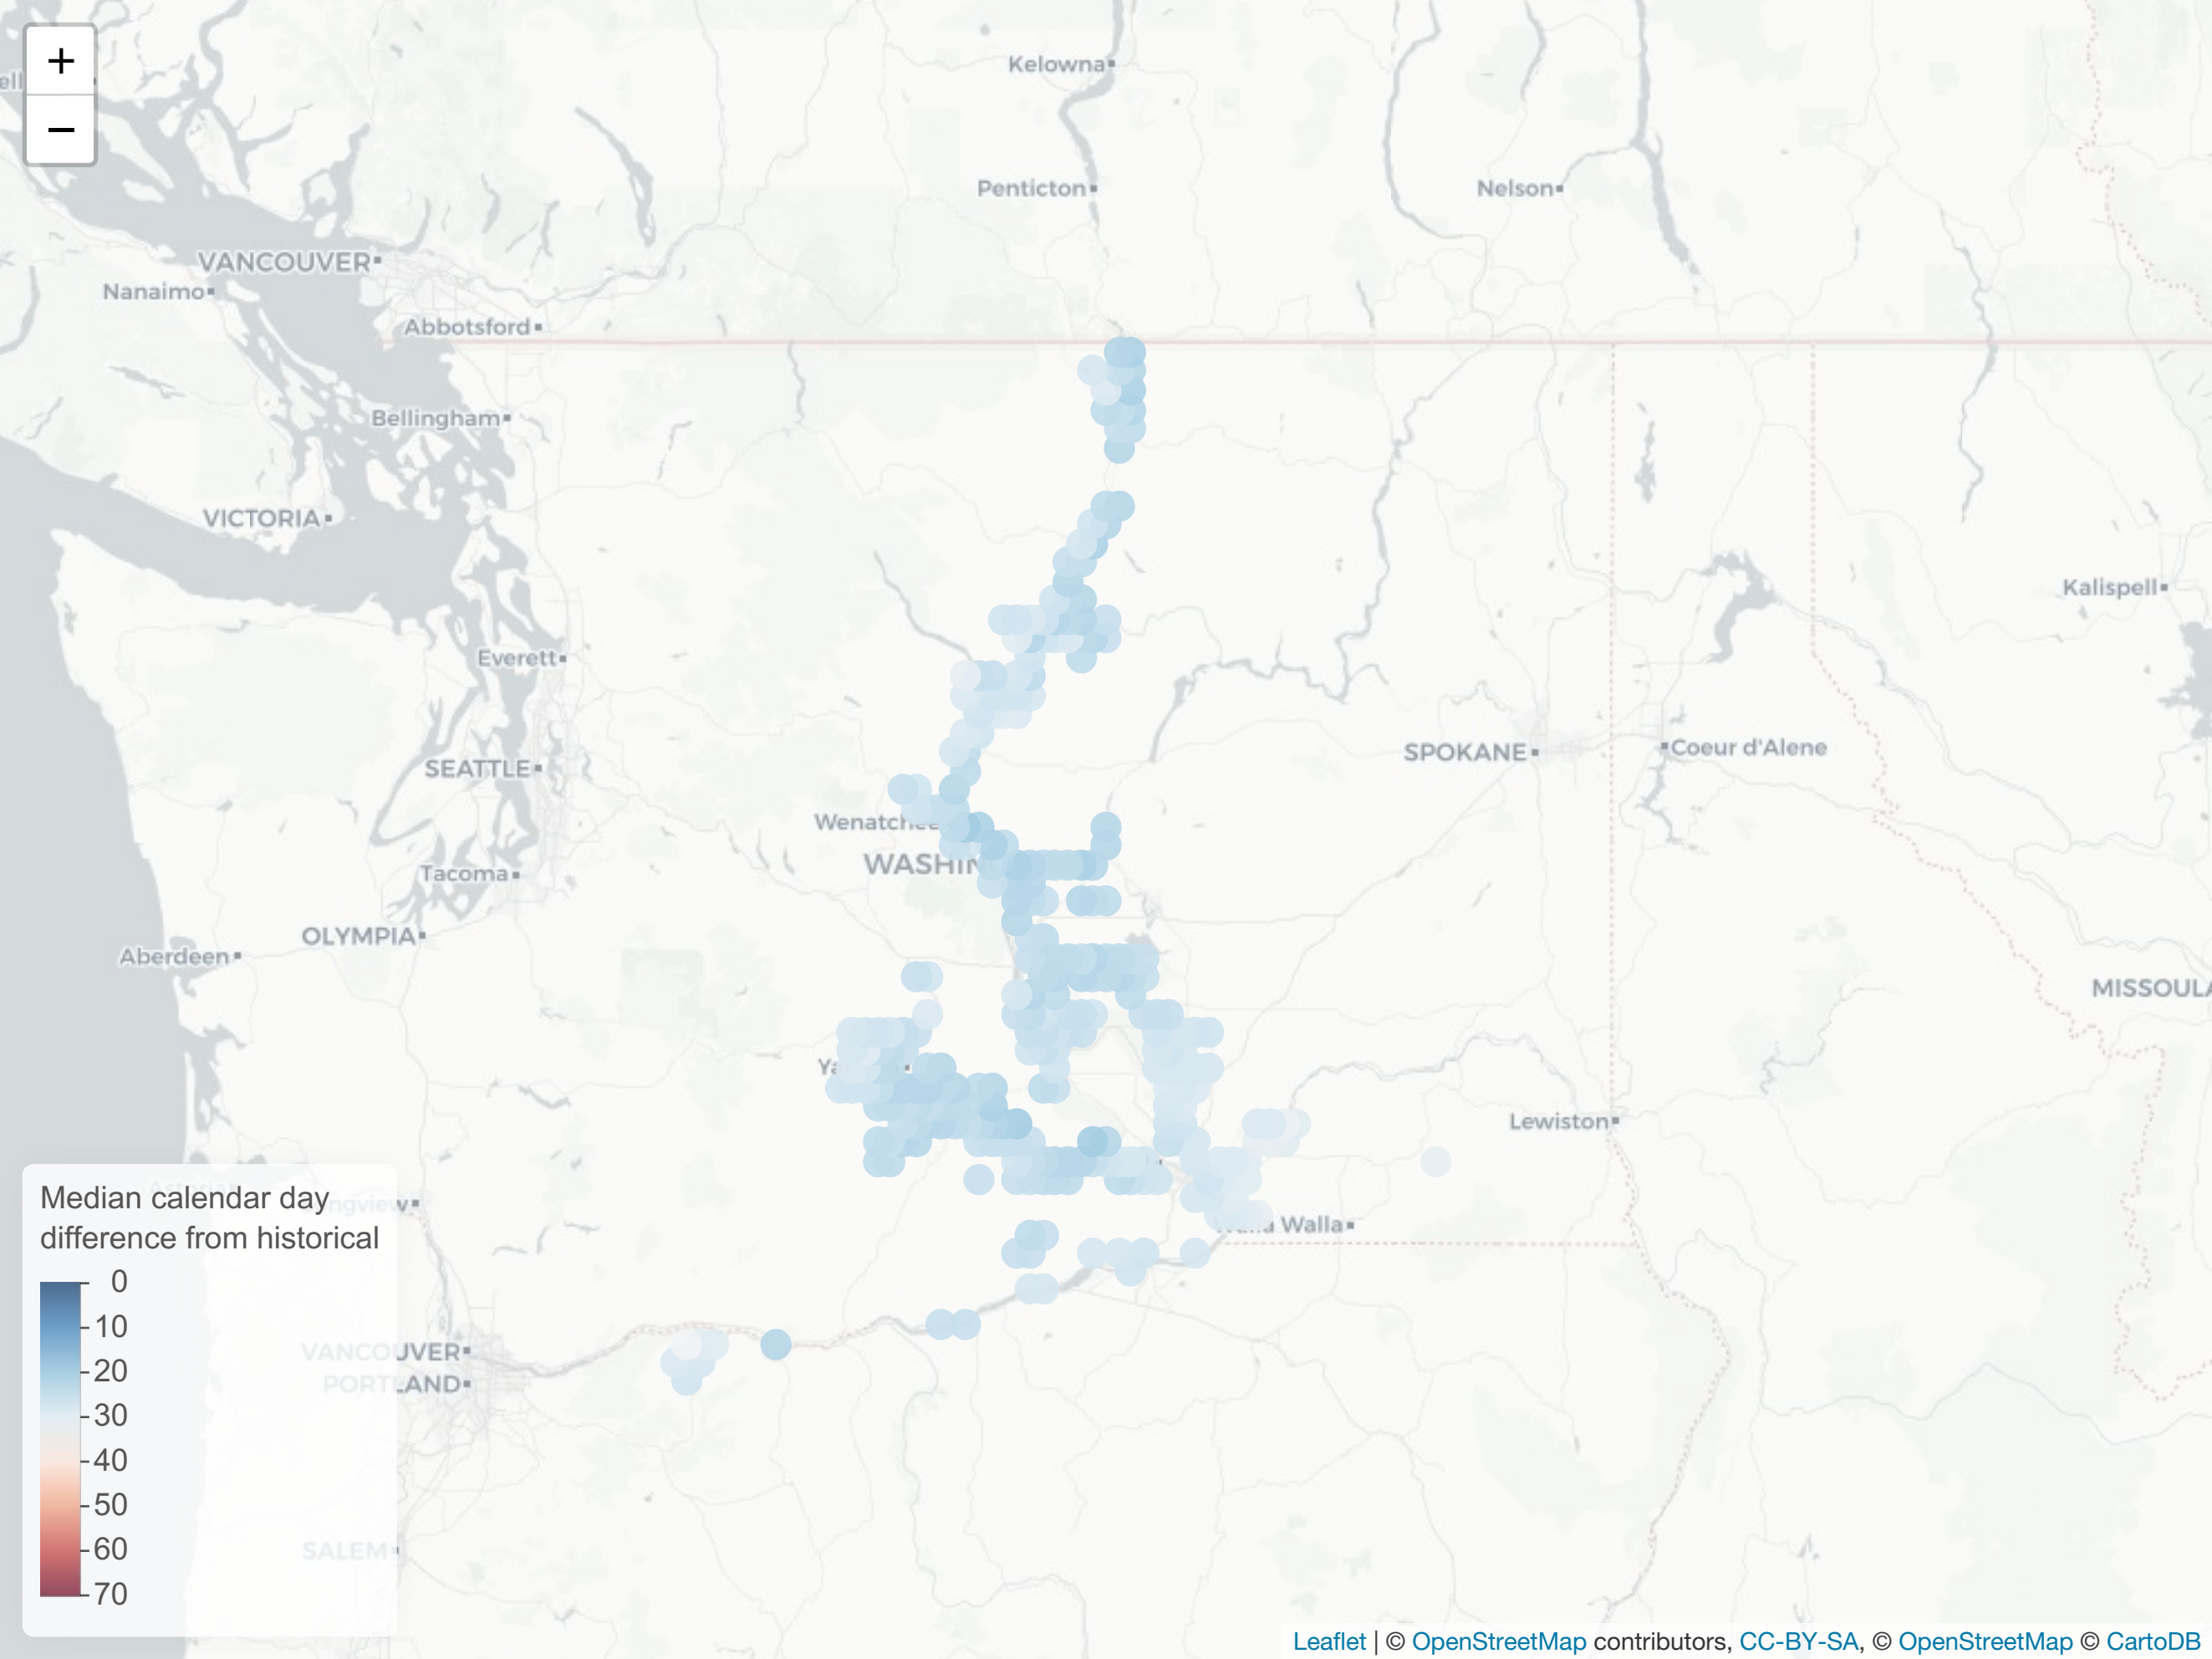 +
−
Kelowna
Penticton
Nelson
VANCOUVER
Nanaimo
Abbotsford
Bellingham
VICTORIA
Kalispell
Everett
SPOKANE
Coeur d'Alene
SEATTLE
Tacoma
OLYMPIA
Aberdeen
Lewiston
Walla
VANCOUVER
PORTLAND
SALEM
Median calendar day
difference from historical
0
10
20
30
40
50
60
70
Leaflet | © OpenStreetMap contributors, CC-BY-SA, © OpenStreetMap © CartoDB